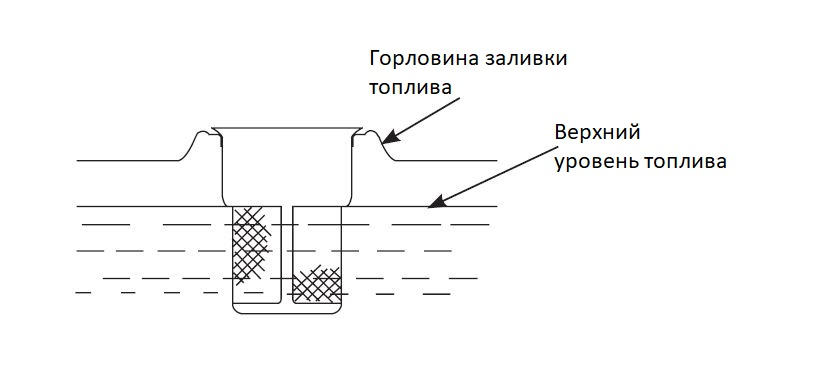 Горловина заливки
топлива
Верхний
уровень топлива